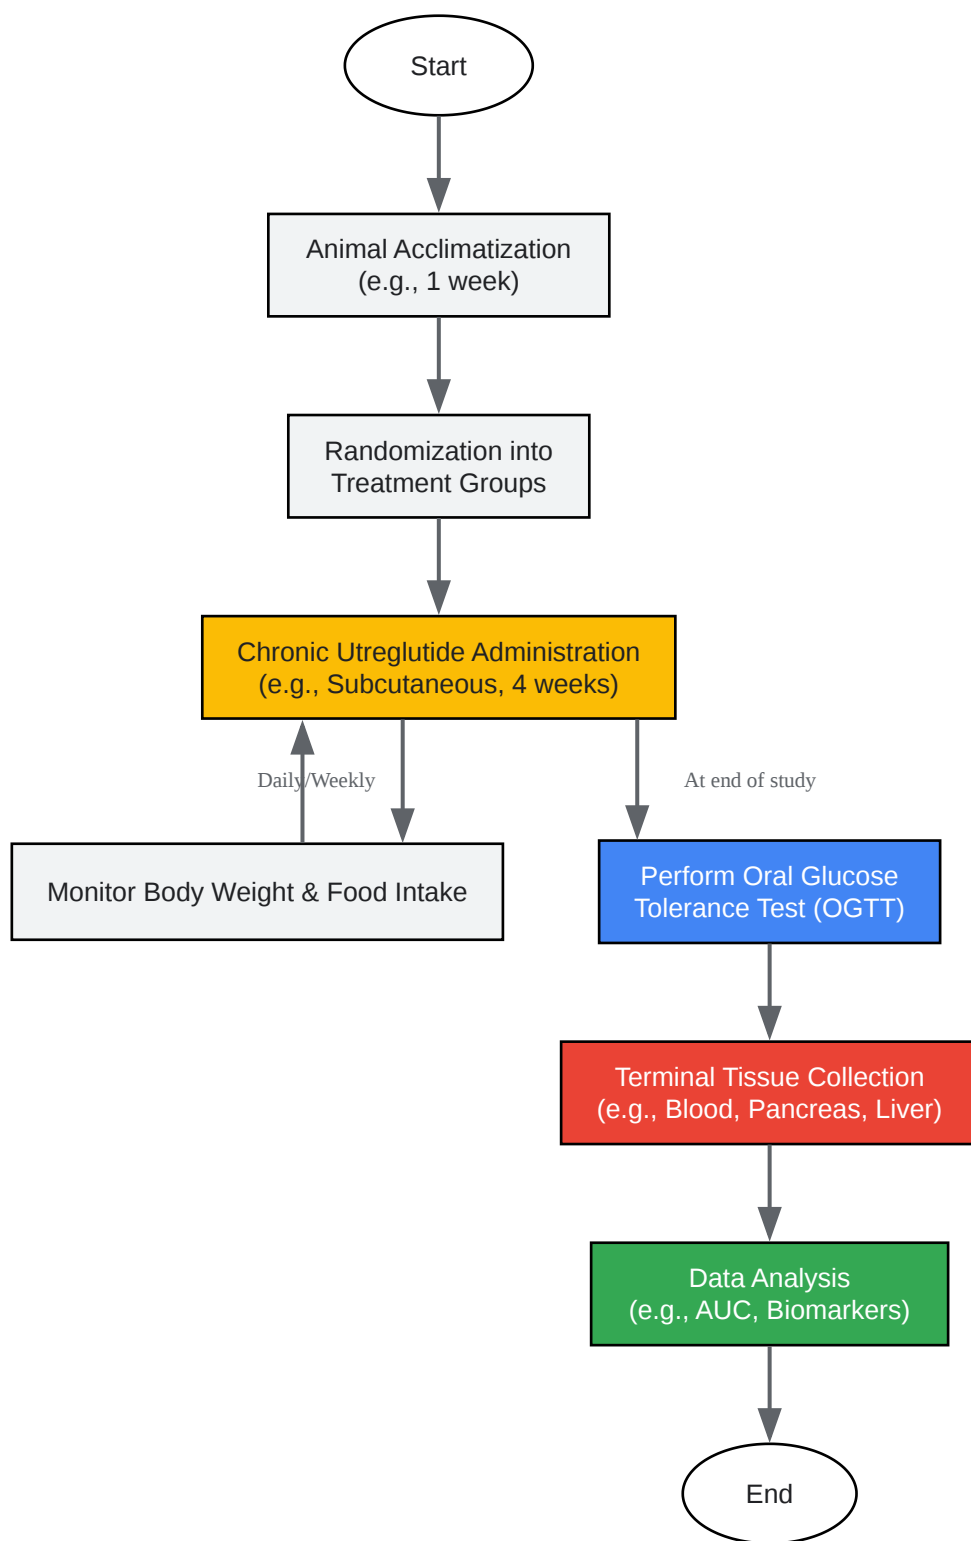 Start
Animal Acclimatization
(e.g., 1 week)
Randomization into
Treatment Groups
Chronic Utreglutide Administration
(e.g., Subcutaneous, 4 weeks)
Daily/Weekly
At end of study
Monitor Body Weight & Food Intake
Perform Oral Glucose
Tolerance Test (OGTT)
Terminal Tissue Collection
(e.g., Blood, Pancreas, Liver)
Data Analysis
(e.g., AUC, Biomarkers)
End